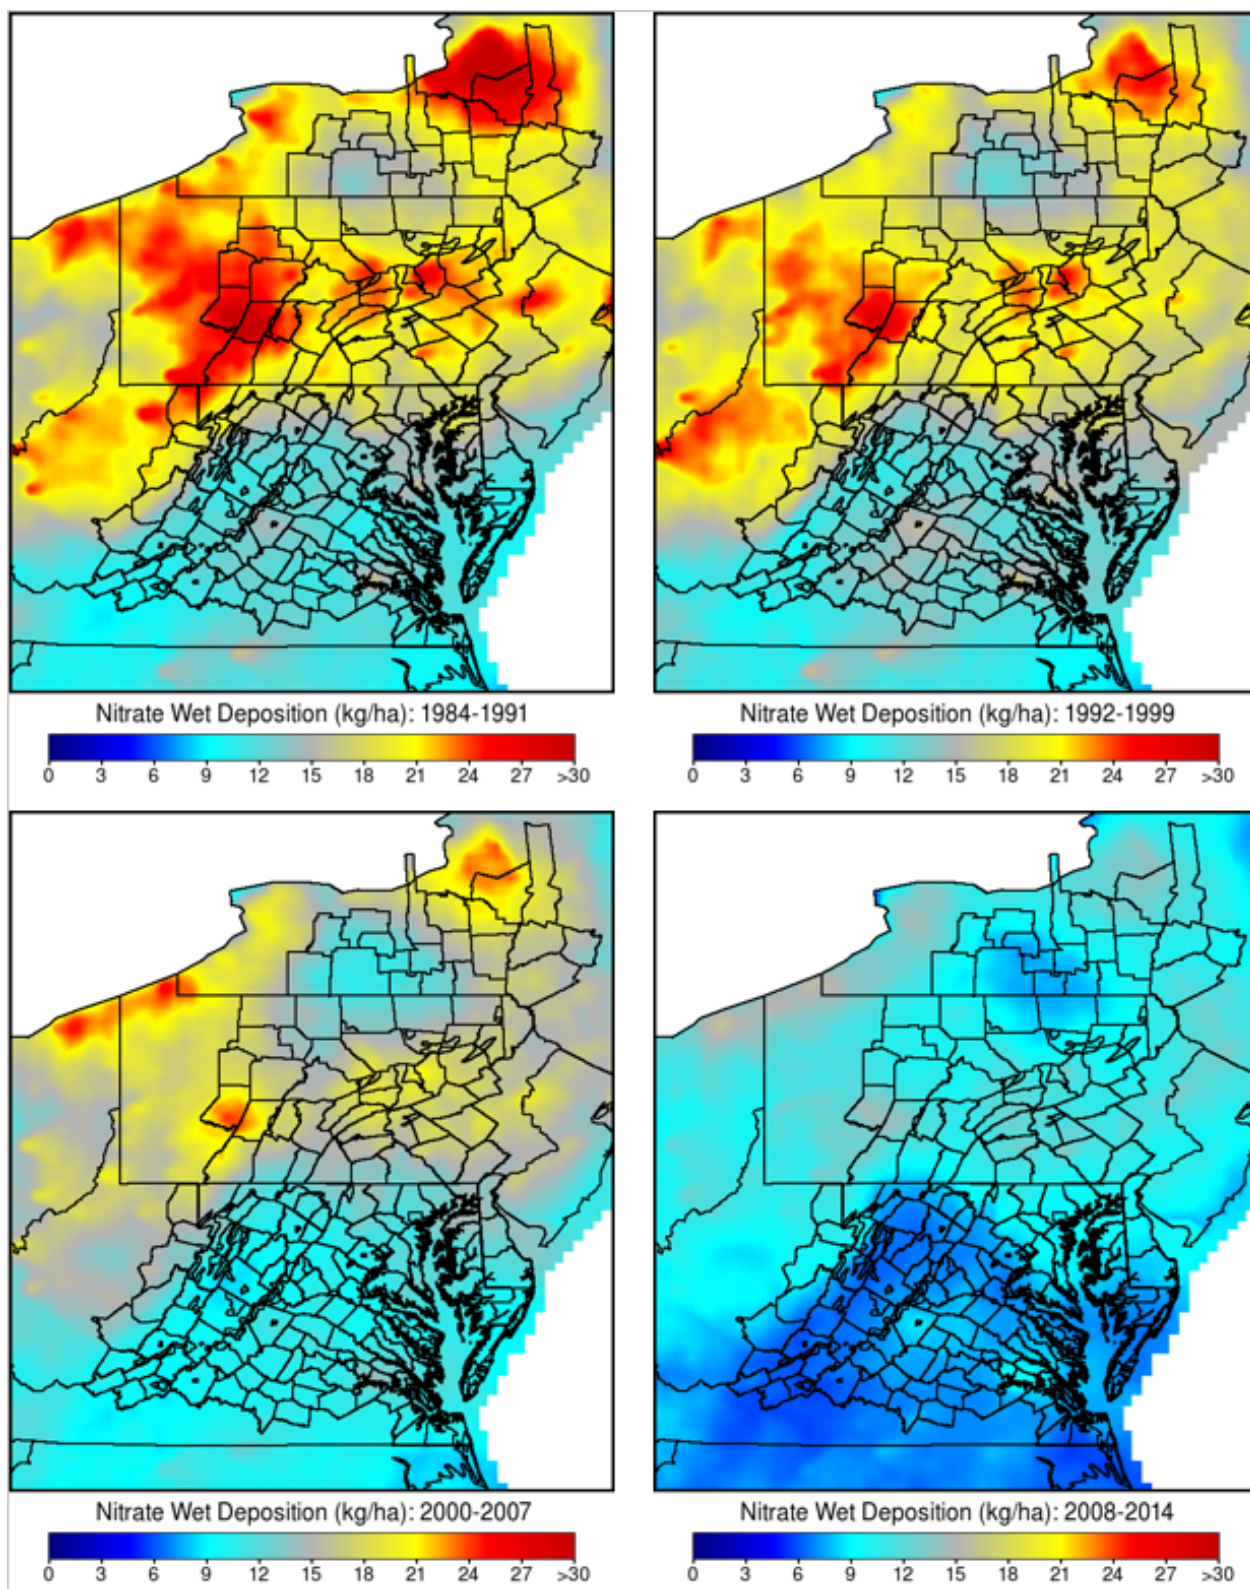 Nitrate Wet Deposition (kg/ha): 1984-1991
0 3 6 9 12 15 18 21 24 27 >30
Nitrate Wet Deposition (kg/ha): 1992-1999
0 3 6 9 12 15 18 21 24 27 >30
Nitrate Wet Deposition (kg/ha): 2000-2007
0 3 6 9 12 15 18 21 24 27 >30
Nitrate Wet Deposition (kg/ha): 2008-2014
0 3 6 9 12 15 18 21 24 27 >30